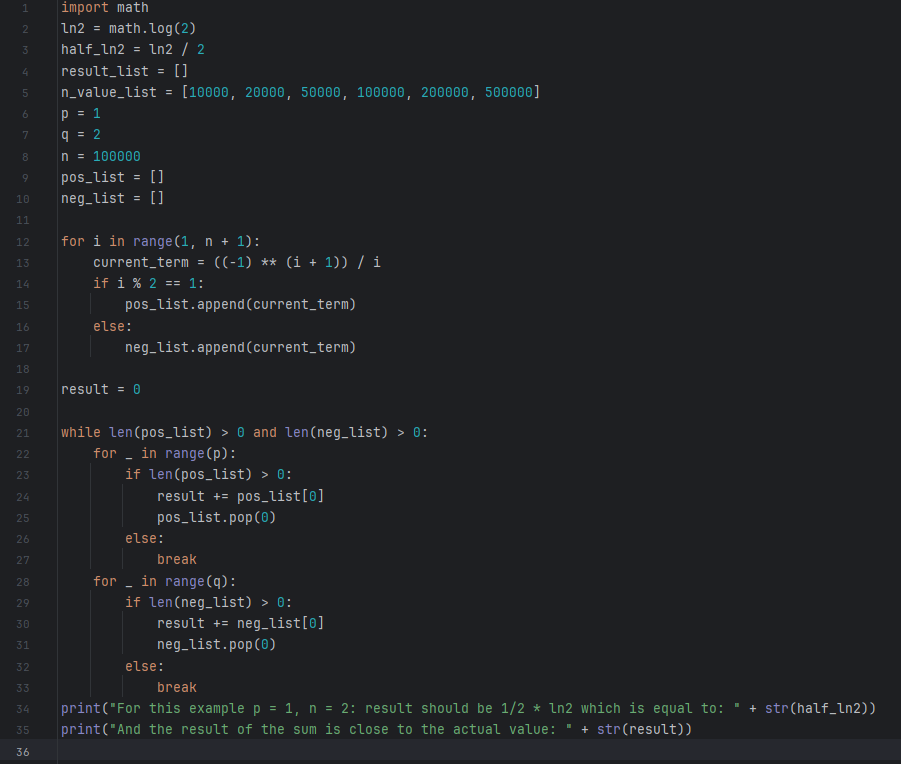 1 import math
2 ln2 = math.log(2)
3 half_ln2 = ln2 / 2
4 result_list = []
5 n_value_list = [10000, 20000, 50000, 100000, 200000, 500000]
6 p = 1
7 q = 2
8 n = 100000
9 pos_list = []
10 neg_list = []
11
12 for i in range(1, n + 1):
13     current_term = ((-1) ** (i + 1)) / i
14     if i % 2 == 1:
15         pos_list.append(current_term)
16     else:
17         neg_list.append(current_term)
18
19 result = 0
20
21 while len(pos_list) > 0 and len(neg_list) > 0:
22     for _ in range(p):
23         if len(pos_list) > 0:
24             result += pos_list[0]
25             pos_list.pop(0)
26         else:
27             break
28     for _ in range(q):
29         if len(neg_list) > 0:
30             result += neg_list[0]
31             neg_list.pop(0)
32         else:
33             break
34 print("For this example p = 1, n = 2: result should be 1/2 * ln2 which is equal to: " + str(half_ln2))
35 print("And the result of the sum is close to the actual value: " + str(result))
36